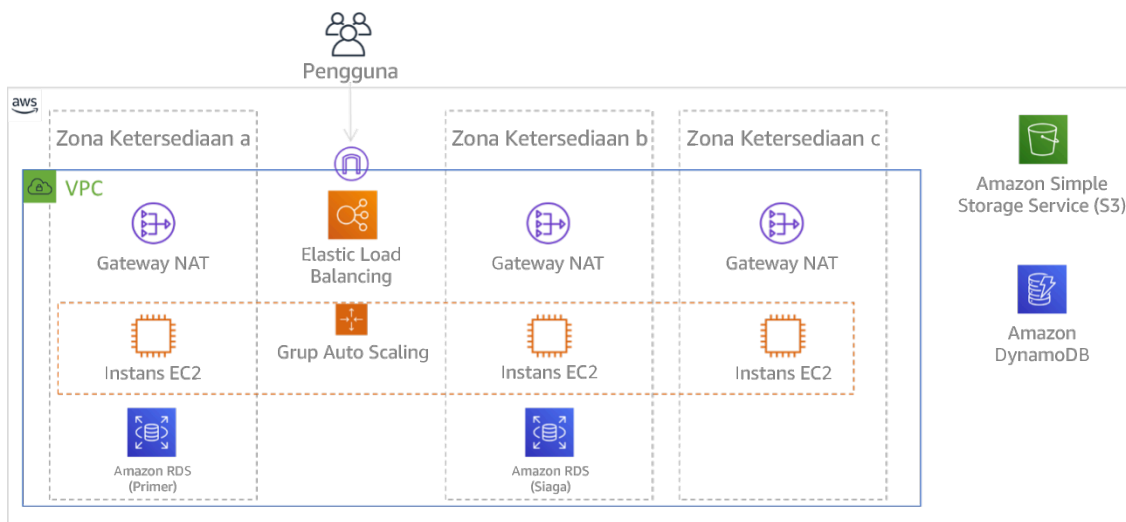 Pengguna
aws
Zona Ketersediaan a
Zona Ketersediaan b
Zona Ketersediaan c
VPC
Gateway NAT
Elastic Load
Balancing
Gateway NAT
Gateway NAT
Amazon Simple
Storage Service (S3)
Instans EC2
Grup Auto Scaling
Instans EC2
Instans EC2
Amazon
DynamoDB
Amazon RDS
(Primer)
Amazon RDS
(Siaga)